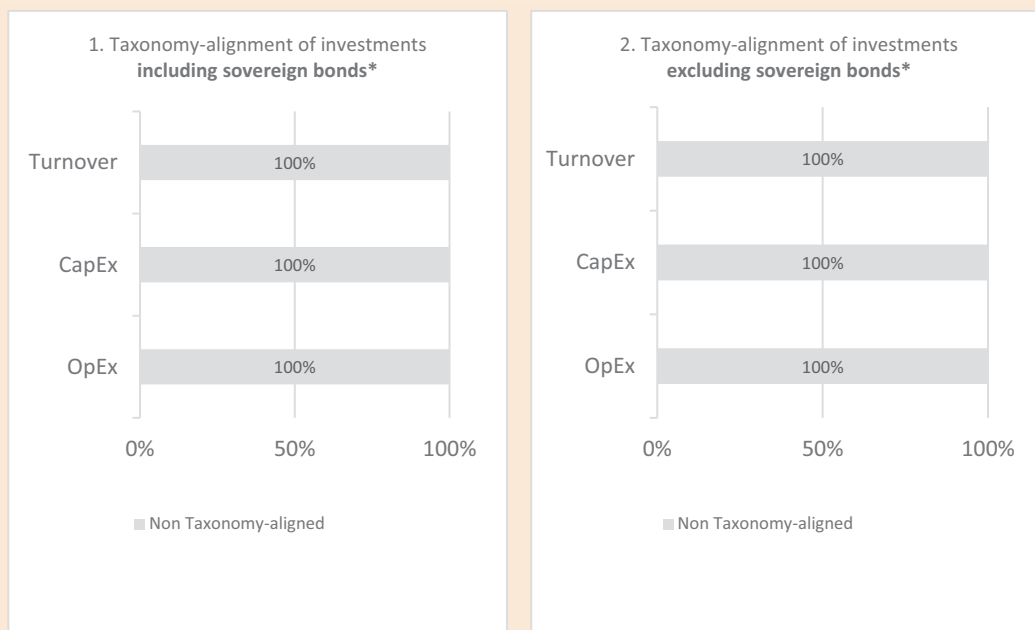 1. Taxonomy-alignment of investments
including sovereign bonds*
Turnover
100%
CapEx
100%
OpEx
100%
0% 50% 100%
Non Taxonomy-aligned
2. Taxonomy-alignment of investments
excluding sovereign bonds*
Turnover
100%
CapEx
100%
OpEx
100%
0% 50% 100%
Non Taxonomy-aligned